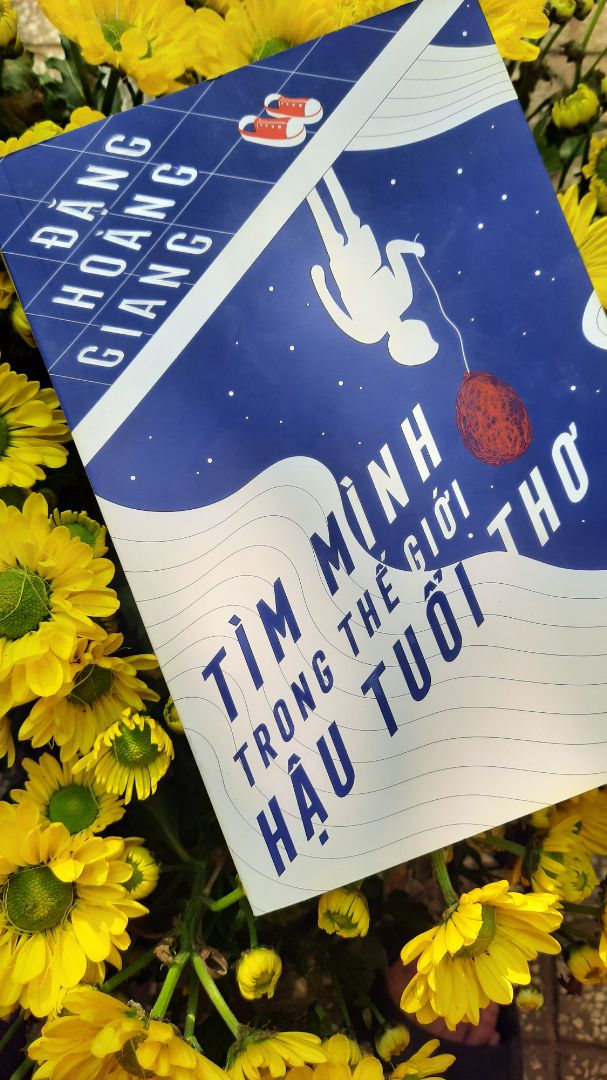 ĐẶNG
HOÀNG
GIANG
TÌM MÌNH
TRONG THẾ GIỚI
HẬU TUỔI THƠ